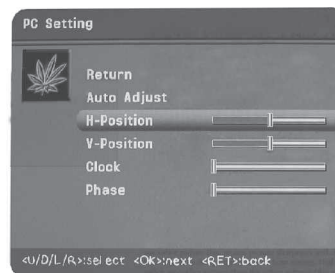 PC Setting
Return
Auto Adjust
H-Position
V-Position
Clock
Phase
<U/D/L/R>:select <OK>:next <RET>:back